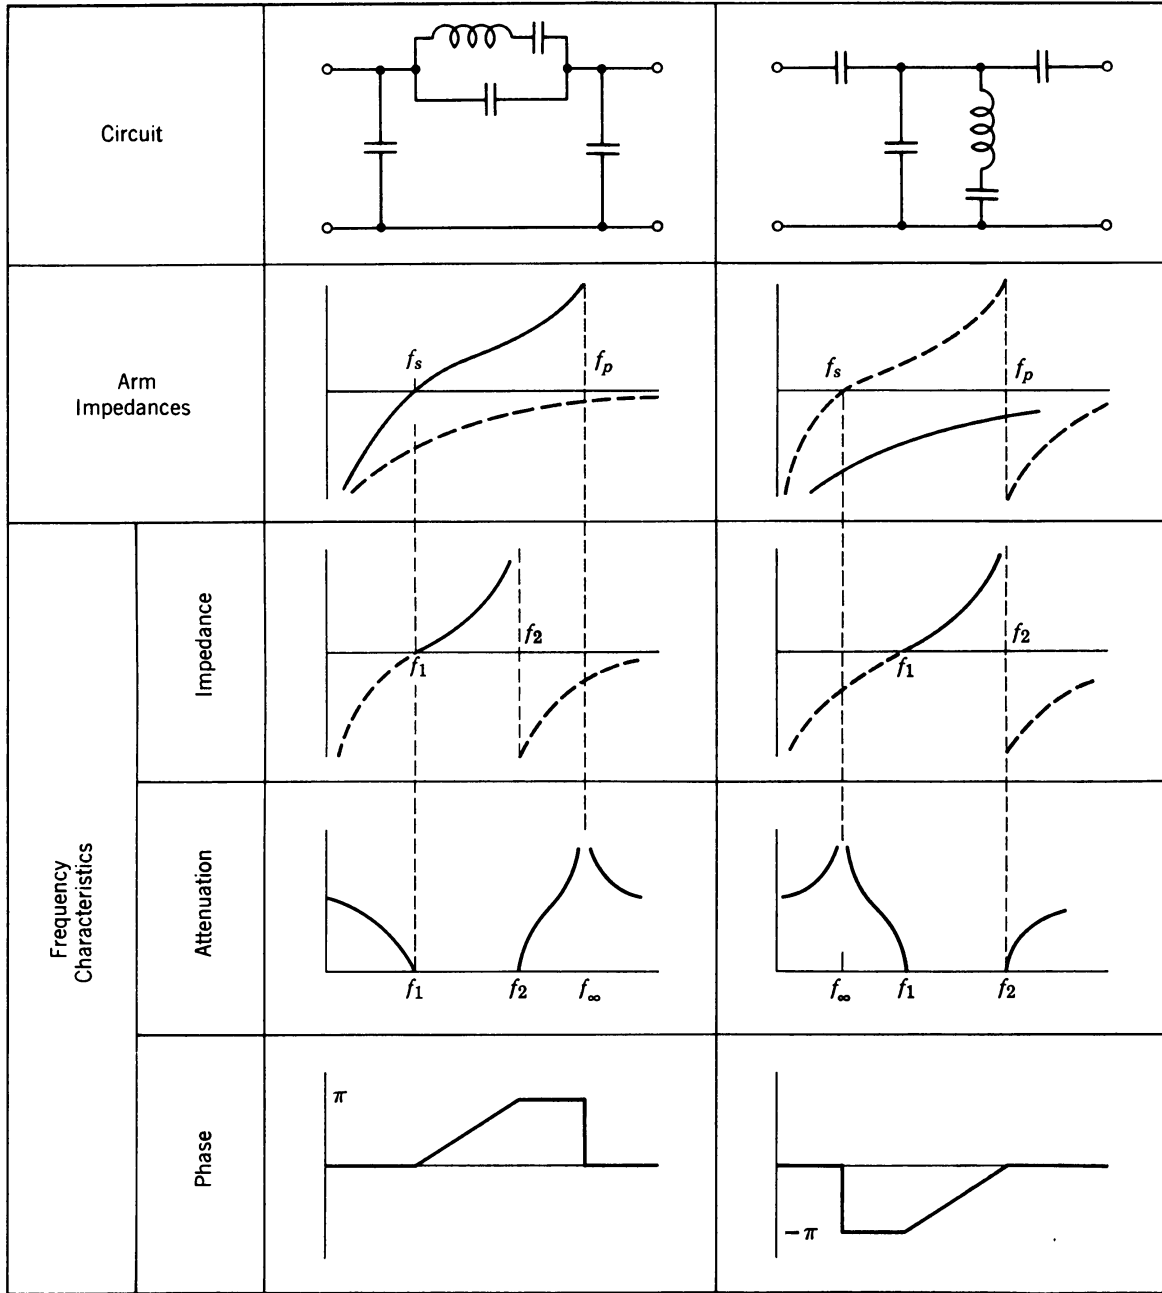 Circuit
Arm
Impedances
f_s
f_p
f_s
f_p
Frequency
Characteristics
Impedance
f_1
f_2
f_1
f_2
Attenuation
f_1
f_2
f_∞
f_∞
f_1
f_2
Phase
π
−π